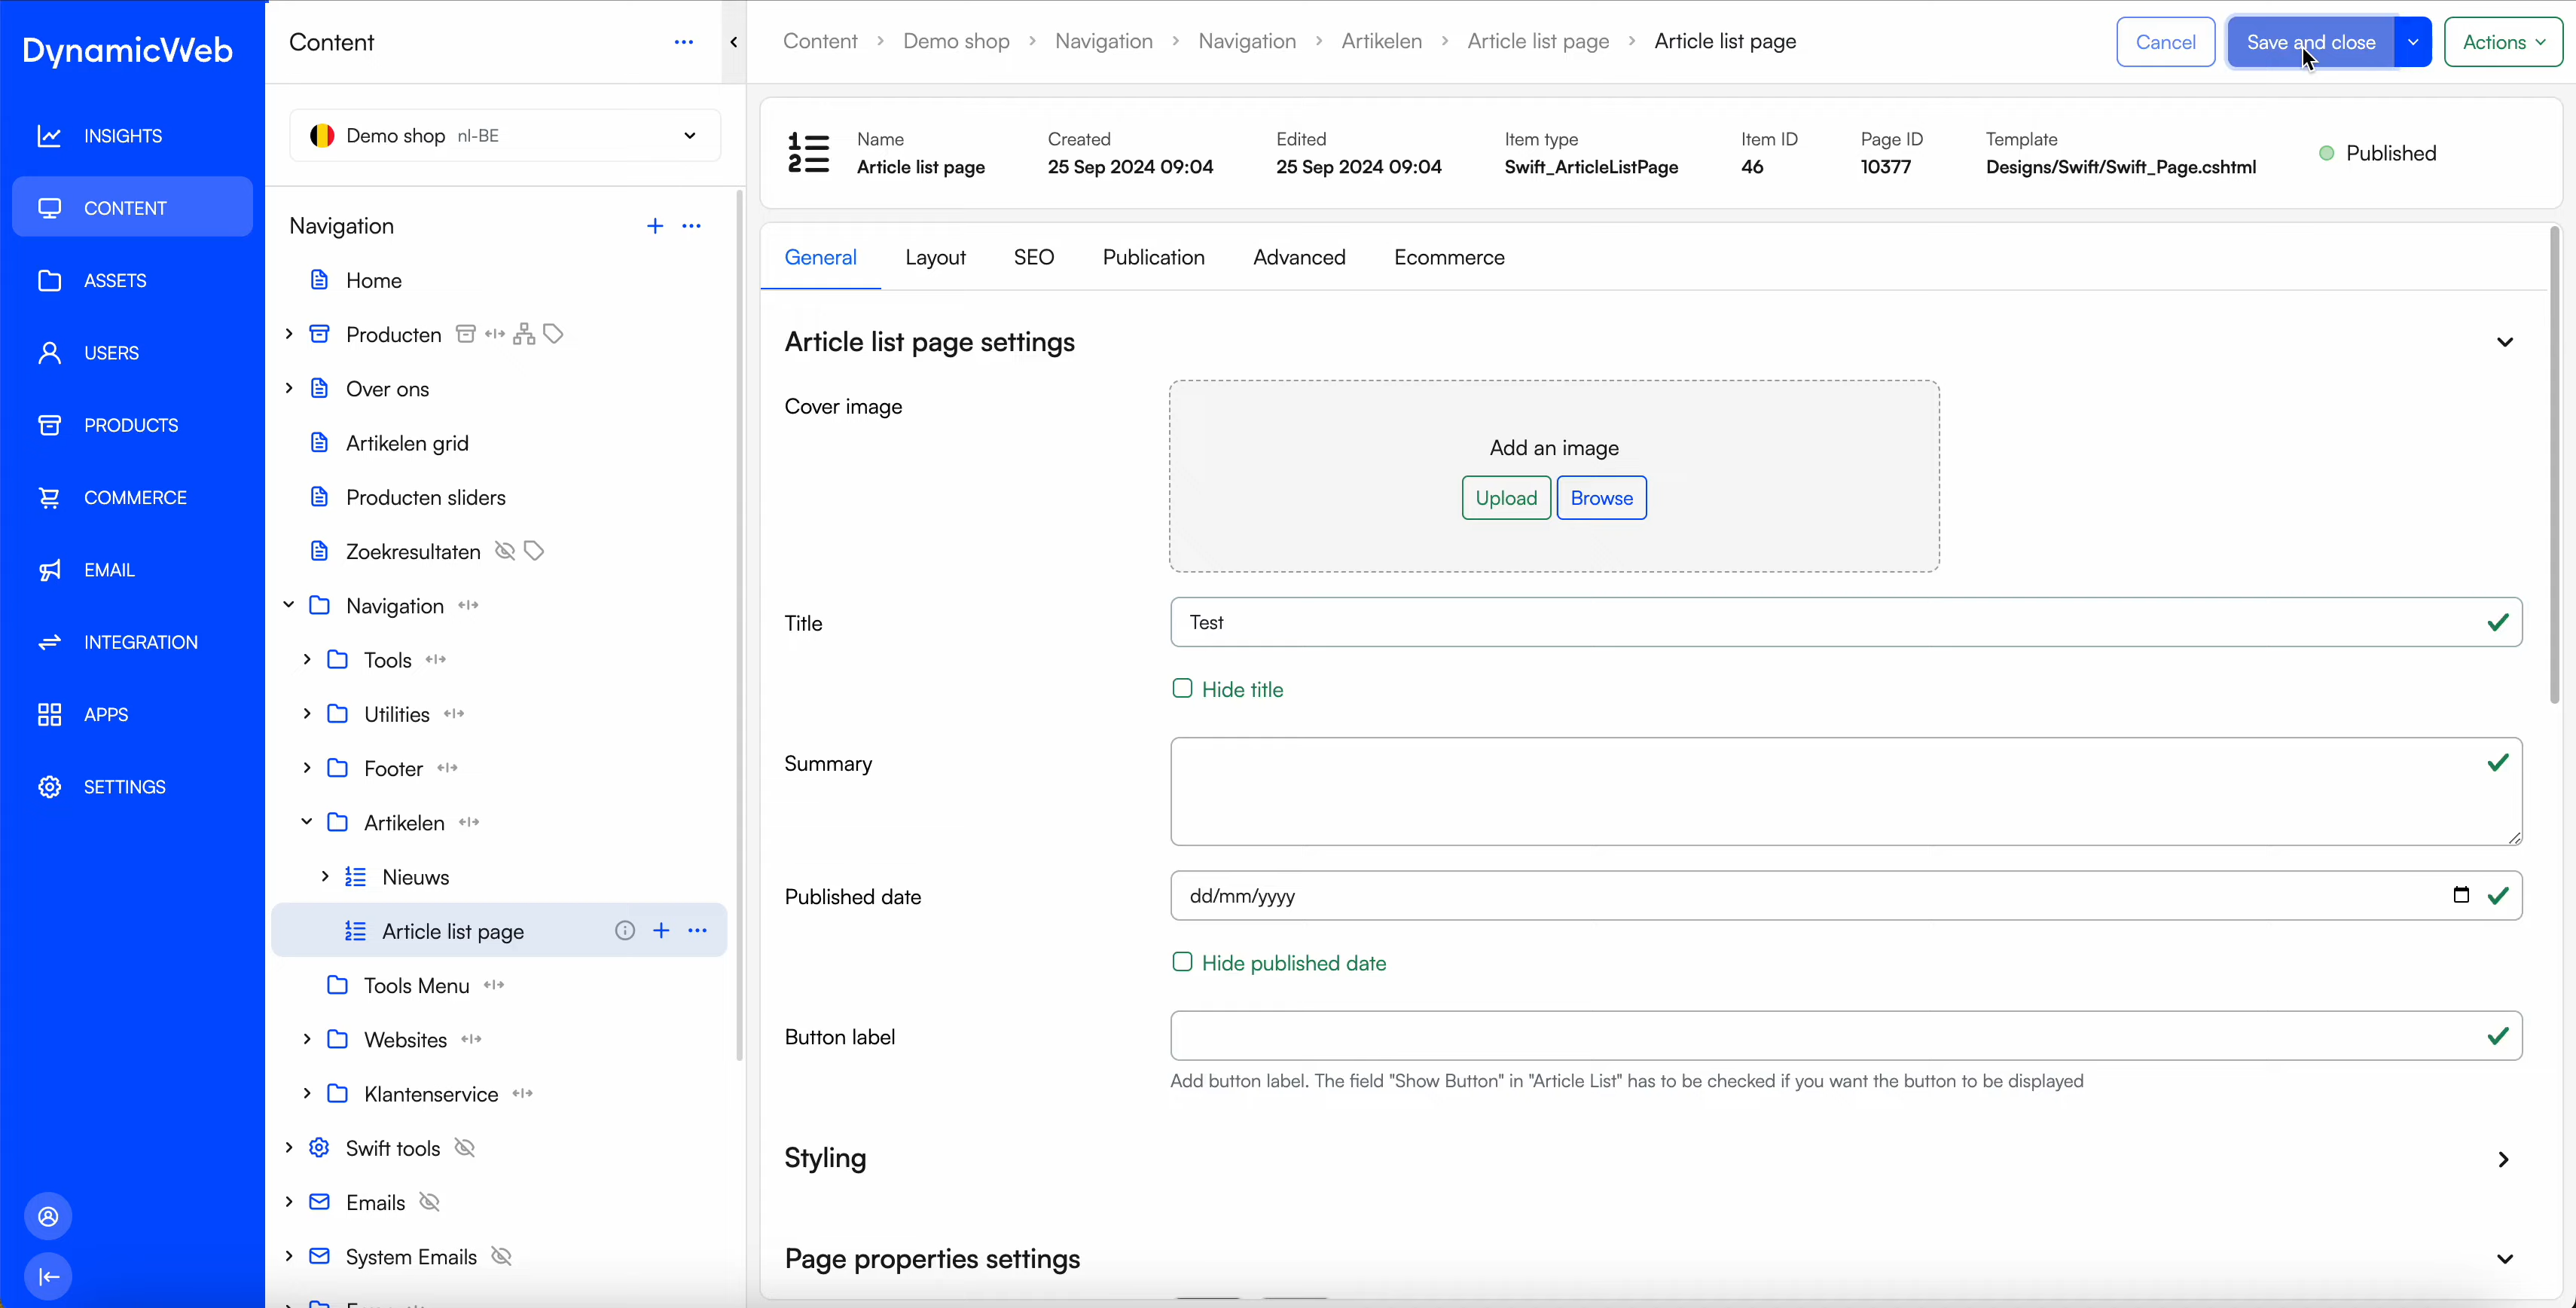 DynamicWeb
INSIGHTS
CONTENT
ASSETS
USERS
PRODUCTS
COMMERCE
EMAIL
INTEGRATION
APPS
SETTINGS
Content
Demo shop nl-BE
Navigation
Home
Producten
Over ons
Artikelen grid
Producten sliders
Zoekresultaten
Navigation
Tools
Utilities
Footer
Artikelen
Nieuws
Article list page
Tools Menu
Websites
Klantenservice
Swift tools
Emails
System Emails
Content > Demo shop > Navigation > Navigation > Artikelen > Article list page > Article list page
Cancel Save and close Actions
Name Created Edited Item type Item ID Page ID Template
Article list page 25 Sep 2024 09:04 25 Sep 2024 09:04 Swift_ArticleListPage 46 10377 Designs/Swift/Swift_Page.cshtml
Published
General Layout SEO Publication Advanced Ecommerce
Article list page settings
Cover image
Add an image
Upload Browse
Title Test
Hide title
Summary
Published date dd/mm/yyyy
Hide published date
Button label
Add button label. The field "Show Button" in "Article List" has to be checked if you want the button to be displayed
Styling
Page properties settings